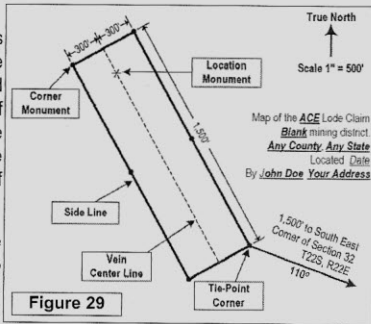 True North
Scale 1" = 500'
300'
300'
Location
Monument
Corner
Monument
1,500'
Map of the ACE Lode Claim
Blank mining district.
Any County, Any State
Located Date
By John Doe Your Address
Side Line
1,500' to South East
Corner of Section 32
T22S, R22E
110º
Vein
Center Line
Tie-Point
Corner
Figure 29